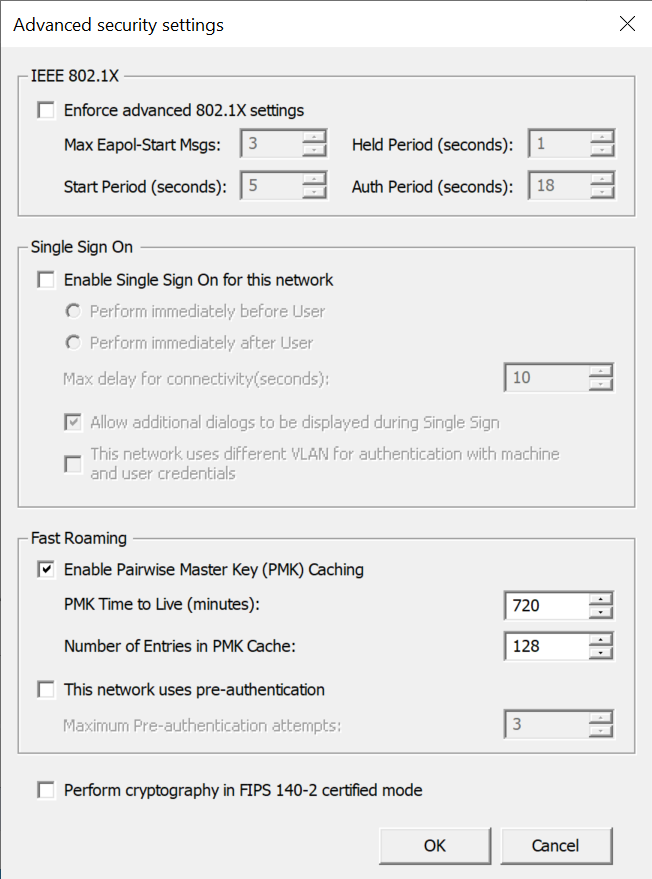 Advanced security settings
IEEE 802.1X
Enforce advanced 802.1X settings
Max Eapol-Start Msgs: 3 Held Period (seconds): 1
Start Period (seconds): 5 Auth Period (seconds): 18
Single Sign On
Enable Single Sign On for this network
Perform immediately before User
Perform immediately after User
Max delay for connectivity(seconds): 10
Allow additional dialogs to be displayed during Single Sign
This network uses different VLAN for authentication with machine
and user credentials
Fast Roaming
Enable Pairwise Master Key (PMK) Caching
PMK Time to Live (minutes): 720
Number of Entries in PMK Cache: 128
This network uses pre-authentication
Maximum Pre-authentication attempts: 3
Perform cryptography in FIPS 140-2 certified mode
OK Cancel